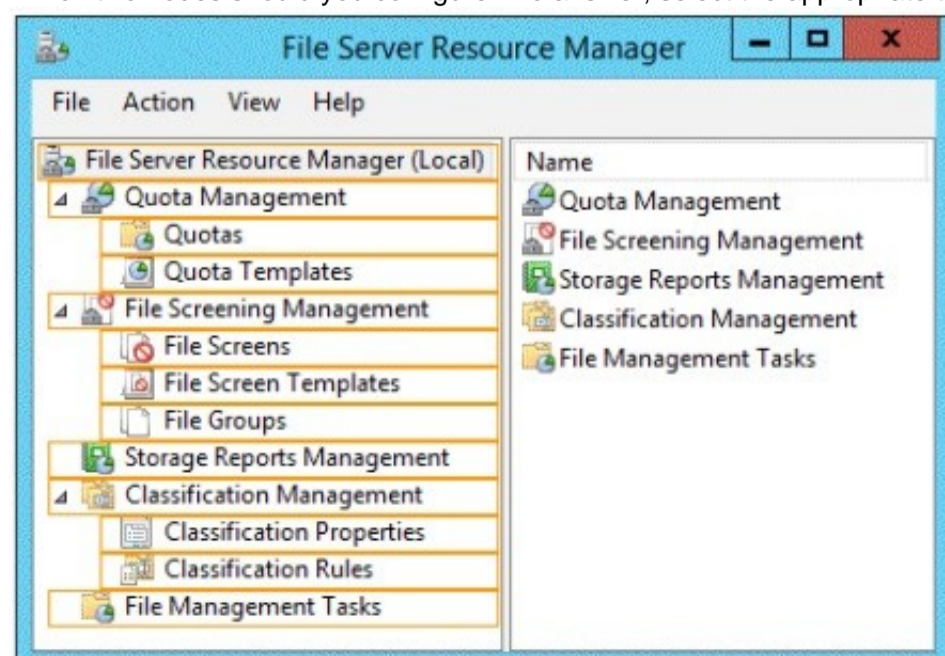 File Server Resource Manager
File Action View Help
File Server Resource Manager (Local)
Quota Management
Quotas
Quota Templates
File Screening Management
File Screens
File Screen Templates
File Groups
Storage Reports Management
Classification Management
Classification Properties
Classification Rules
File Management Tasks
Name
Quota Management
File Screening Management
Storage Reports Management
Classification Management
File Management Tasks